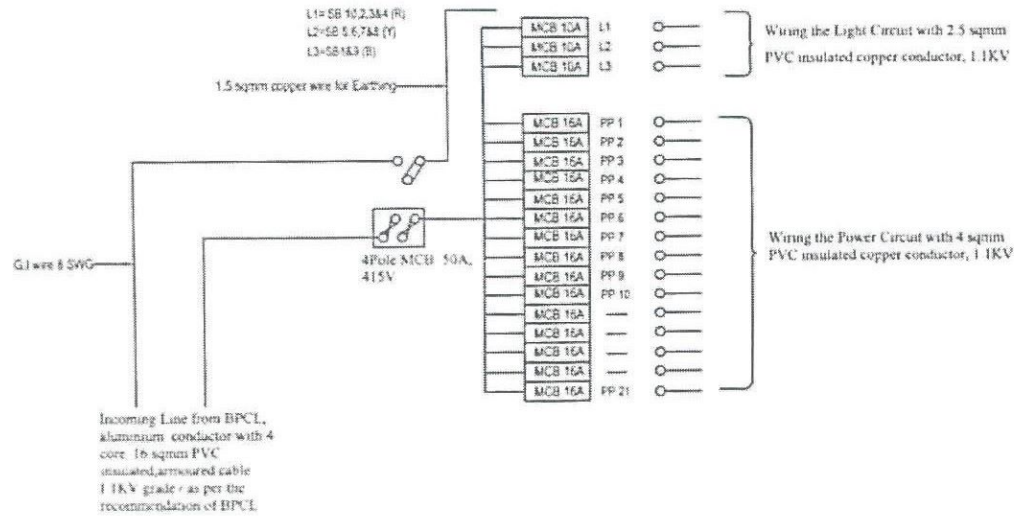 L1= SB 10,2,3&4 (R)
L2=SB 5,6,7&8 (Y)
L3=SB1&9 (B)
1.5 sqmm copper wire for Earthing
MCB 10A L1
MCB 10A L2
MCB 10A L3
Wiring the Light Circuit with 2.5 sqmm
PVC insulated copper conductor, 1.1KV
MCB 16A PP 1
MCB 16A PP 2
MCB 16A PP 3
MCB 16A PP 4
MCB 16A PP 5
MCB 16A PP 6
MCB 16A PP 7
MCB 16A PP 8
MCB 16A PP 9
MCB 16A PP 10
MCB 16A —
MCB 16A —
MCB 16A —
MCB 16A —
MCB 16A PP 21
Wiring the Power Circuit with 4 sqmm
PVC insulated copper conductor, 1 1KV
4Pole MCB 50A,
415V
G.I wire 8 SWG
Incoming Line from BPCL,
aluminium conductor with 4
core 16 sqmm PVC
insulated,armoured cable
1 1KV grade - as per the
recommendation of BPCL